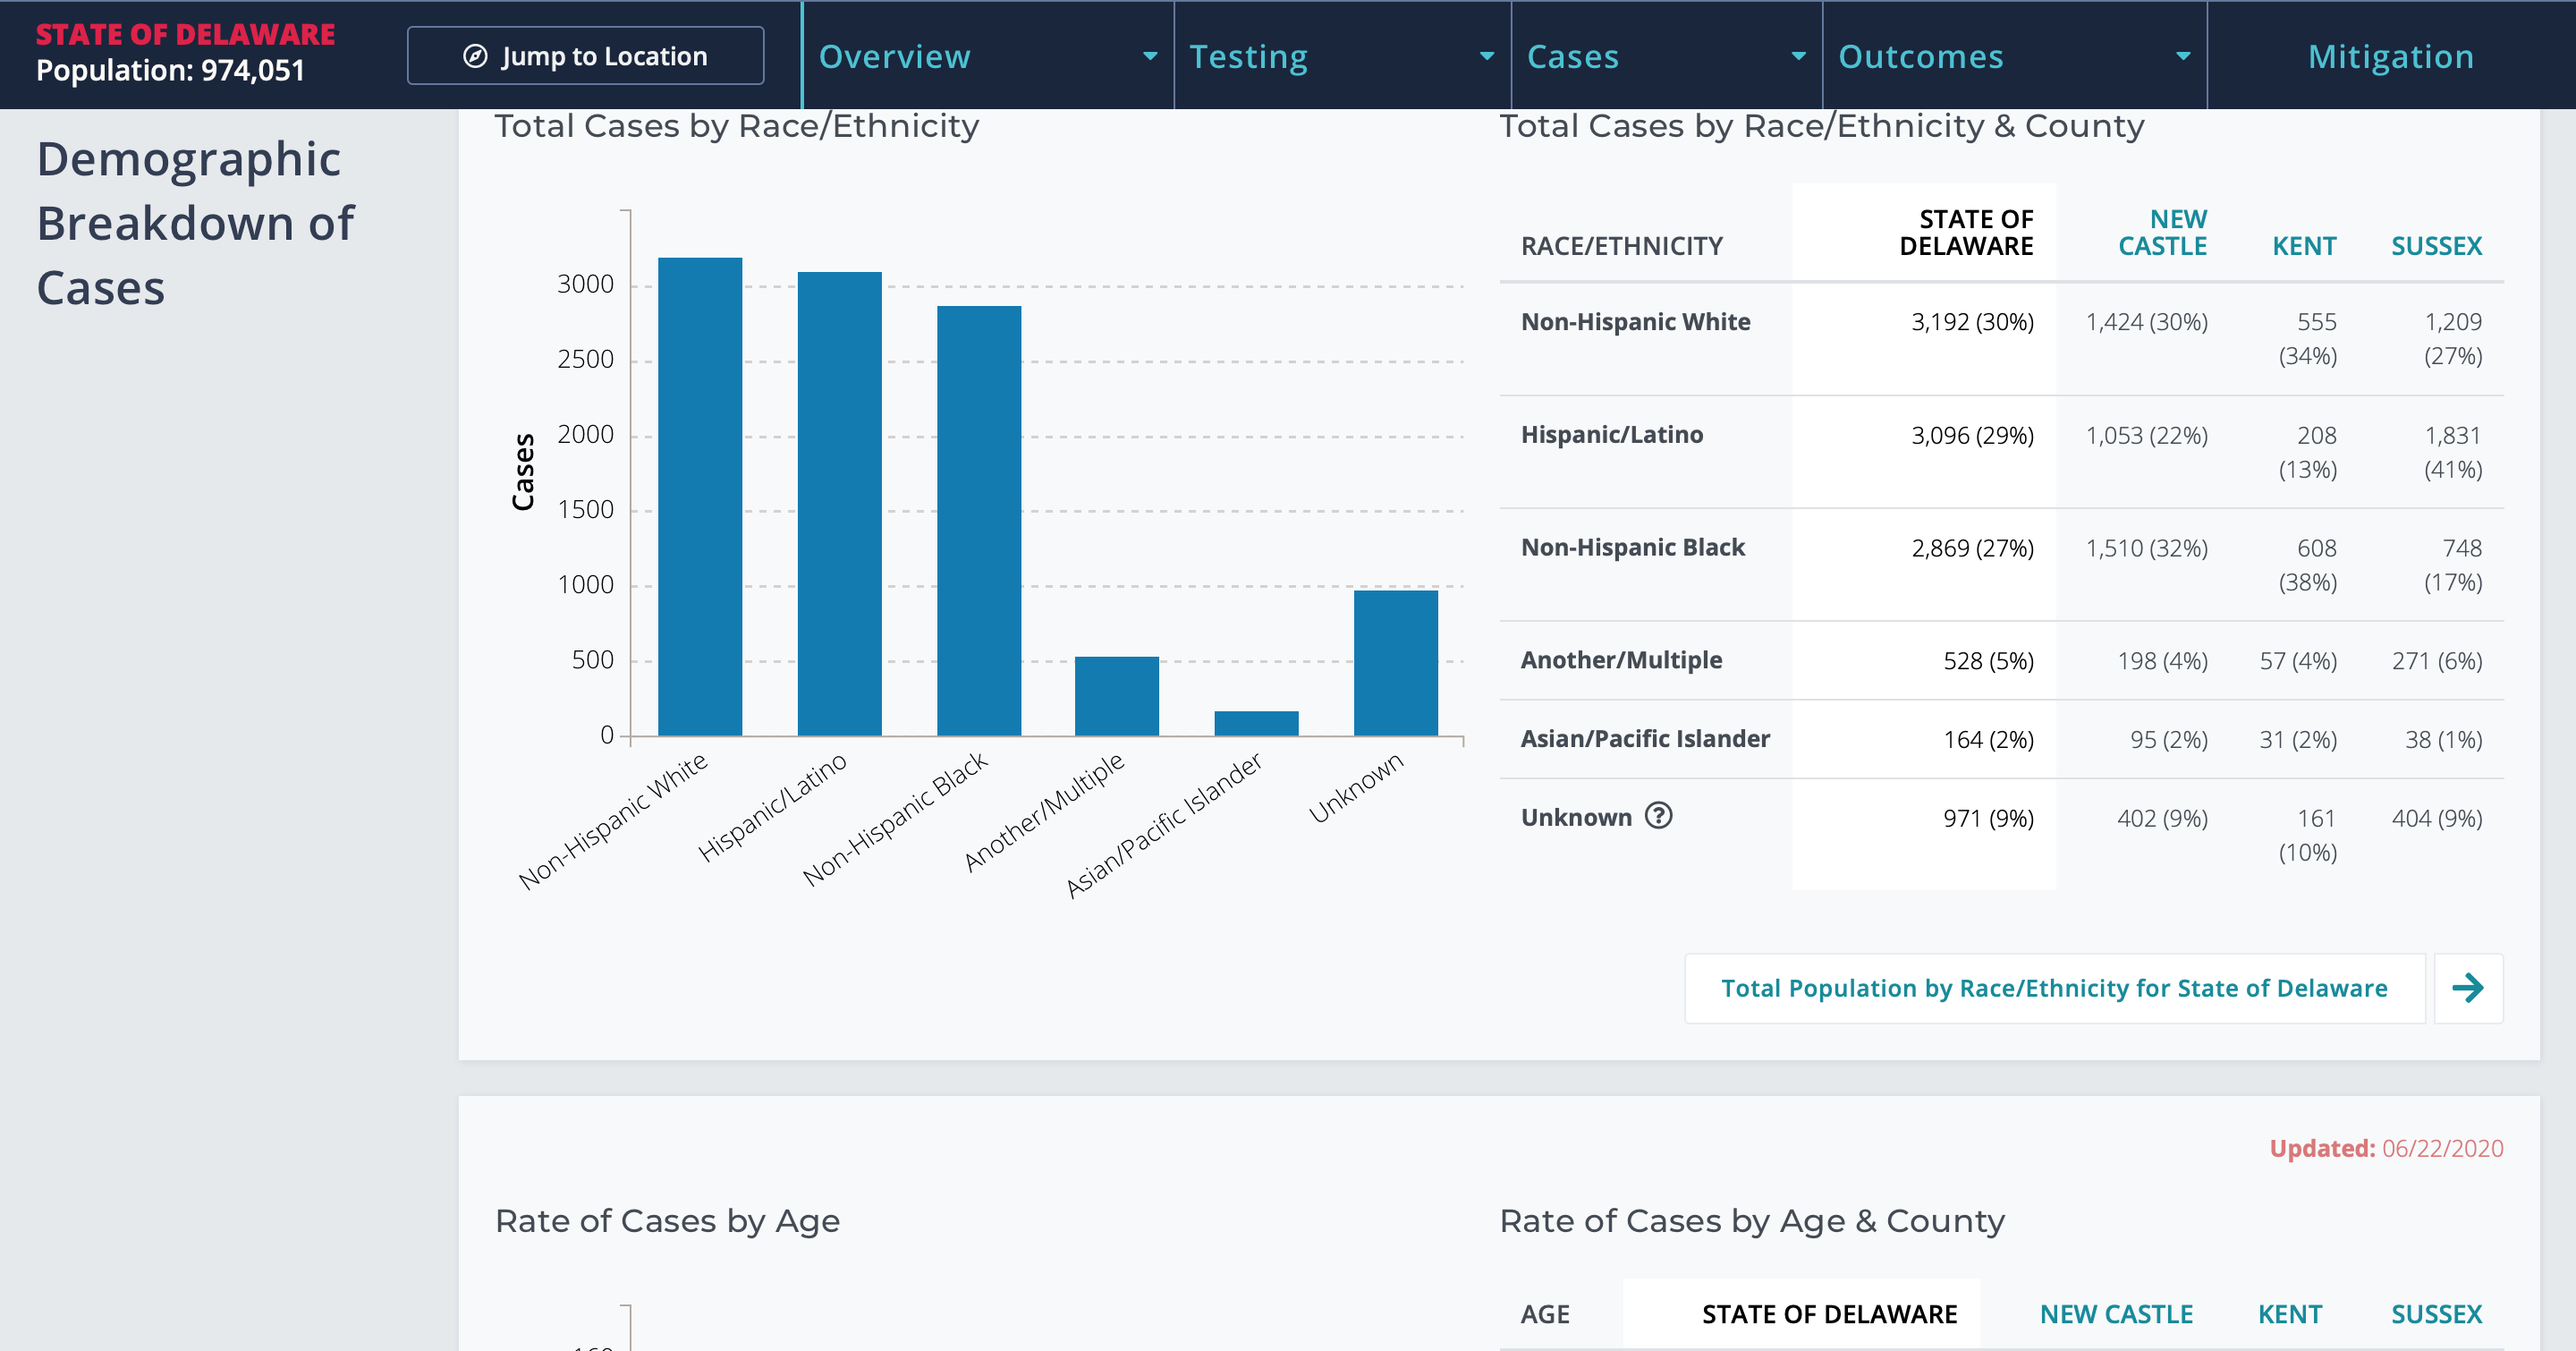 STATE OF DELAWARE
Population: 974,051
Jump to Location
Overview
Testing
Cases
Outcomes
Mitigation
Demographic
Breakdown of
Cases
Total Cases by Race/Ethnicity
3000
2500
2000
1500
1000
500
0
Cases
Non-Hispanic White
Hispanic/Latino
Non-Hispanic Black
Another/Multiple
Asian/Pacific Islander
Unknown
Total Cases by Race/Ethnicity & County
RACE/ETHNICITY STATE OF DELAWARE NEW CASTLE KENT SUSSEX
Non-Hispanic White 3,192 (30%) 1,424 (30%) 555 (34%) 1,209 (27%)
Hispanic/Latino 3,096 (29%) 1,053 (22%) 208 (13%) 1,831 (41%)
Non-Hispanic Black 2,869 (27%) 1,510 (32%) 608 (38%) 748 (17%)
Another/Multiple 528 (5%) 198 (4%) 57 (4%) 271 (6%)
Asian/Pacific Islander 164 (2%) 95 (2%) 31 (2%) 38 (1%)
Unknown ? 971 (9%) 402 (9%) 161 (10%) 404 (9%)
Total Population by Race/Ethnicity for State of Delaware
Updated: 06/22/2020
Rate of Cases by Age
Rate of Cases by Age & County
AGE STATE OF DELAWARE NEW CASTLE KENT SUSSEX